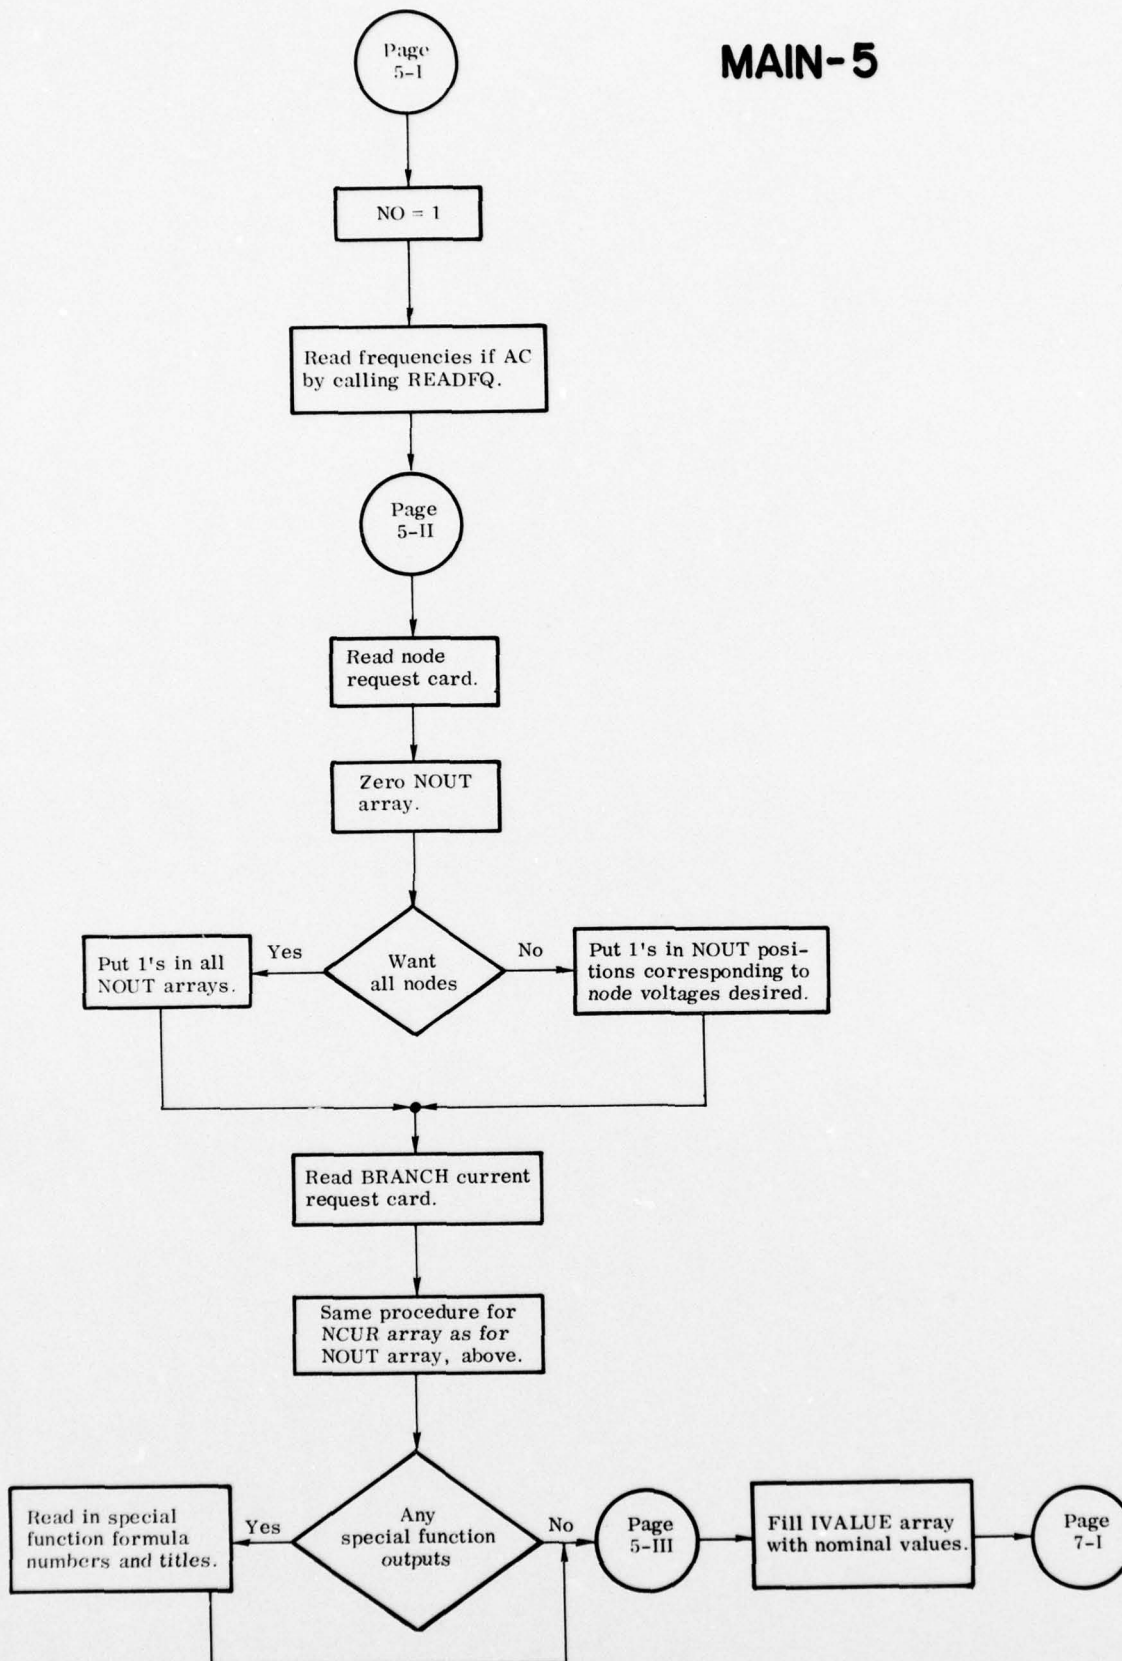 MAIN-5
Page
5-I
NO = 1
Read frequencies if AC
by calling READFQ.
Page
5-II
Read node
request card.
Zero NOUT
array.
Want
all nodes
Yes
No
Put 1's in all
NOUT arrays.
Put 1's in NOUT posi-
tions corresponding to
node voltages desired.
Read BRANCH current
request card.
Same procedure for
NCUR array as for
NOUT array, above.
Any
special function
outputs
Yes
No
Read in special
function formula
numbers and titles.
Page
5-III
Fill IVALUE array
with nominal values.
Page
7-I